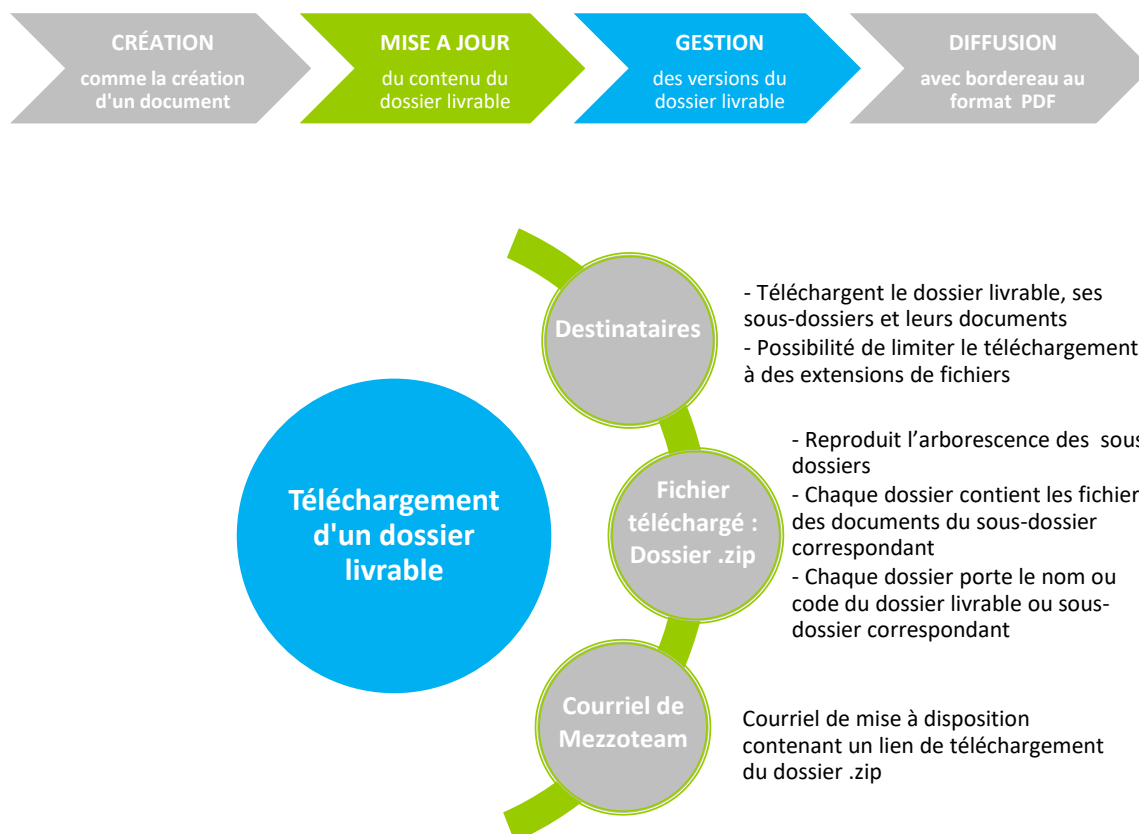 CRÉATION
comme la création
d'un document
MISE A JOUR
du contenu du
dossier livrable
GESTION
des versions du
dossier livrable
DIFFUSION
avec bordereau au
format PDF
Téléchargement
d'un dossier
livrable
Destinataires
- Téléchargent le dossier livrable, ses
sous-dossiers et leurs documents
- Possibilité de limiter le téléchargement
à des extensions de fichiers
Fichier
téléchargé :
Dossier .zip
- Reproduit l'arborescence des sous
dossiers
- Chaque dossier contient les fichier
des documents du sous-dossier
correspondant
- Chaque dossier porte le nom ou
code du dossier livrable ou sous-
dossier correspondant
Courriel de
Mezzoteam
Courriel de mise à disposition
contenant un lien de téléchargement
du dossier .zip